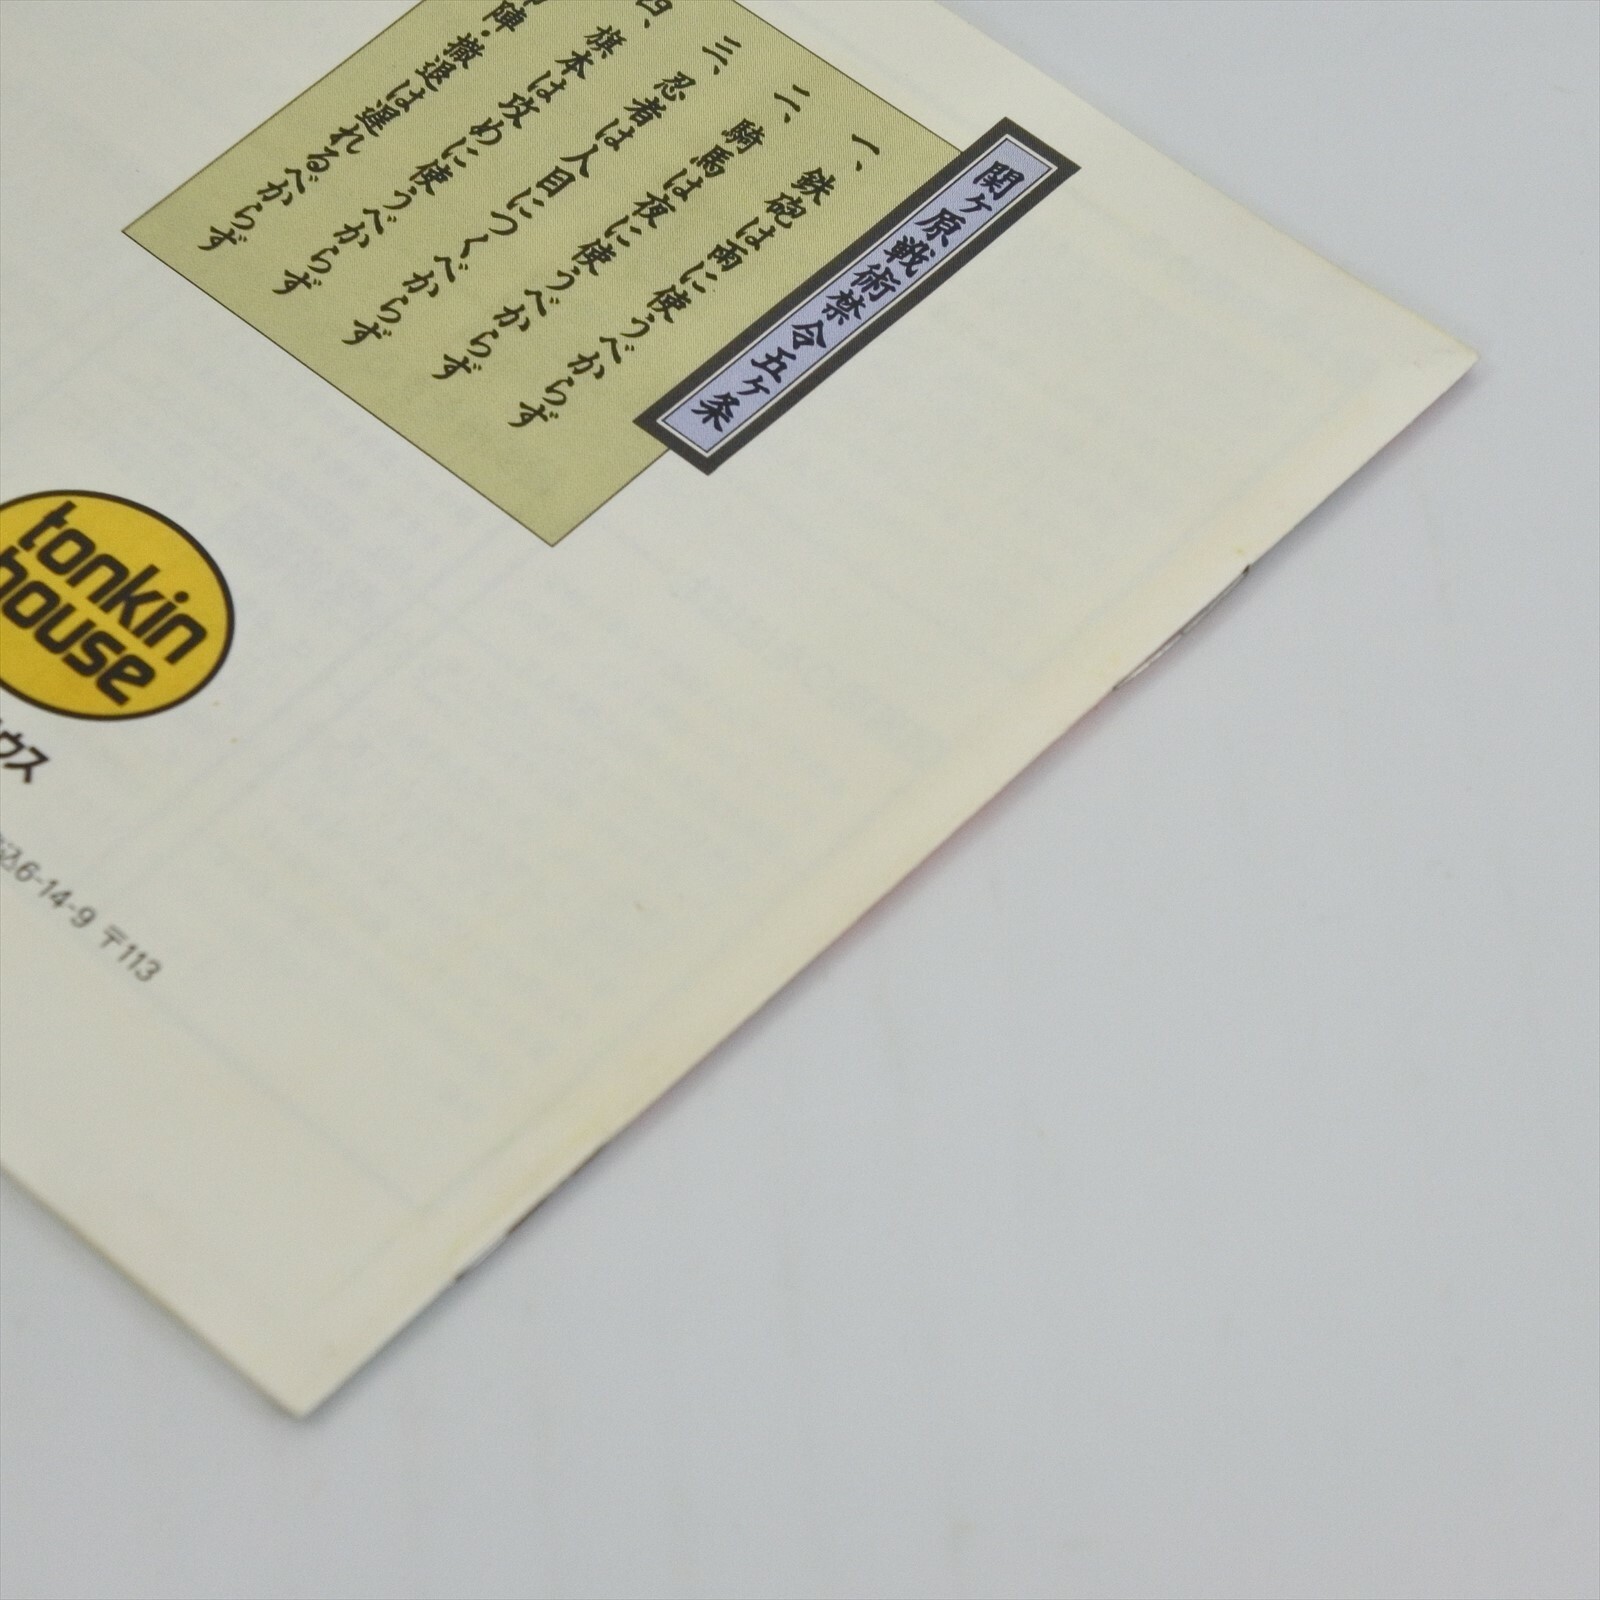 関ヶ原戦術禁令五ヶ条
一、鉄砲は雨に使うべからず
二、騎馬は夜に使うべからず
三、忍者は人目につくべからず
四、旗本は攻めに使うべからず
陣・撤退は遅れるべからず
tonkin
house
ウス
込6-14-9 〒113